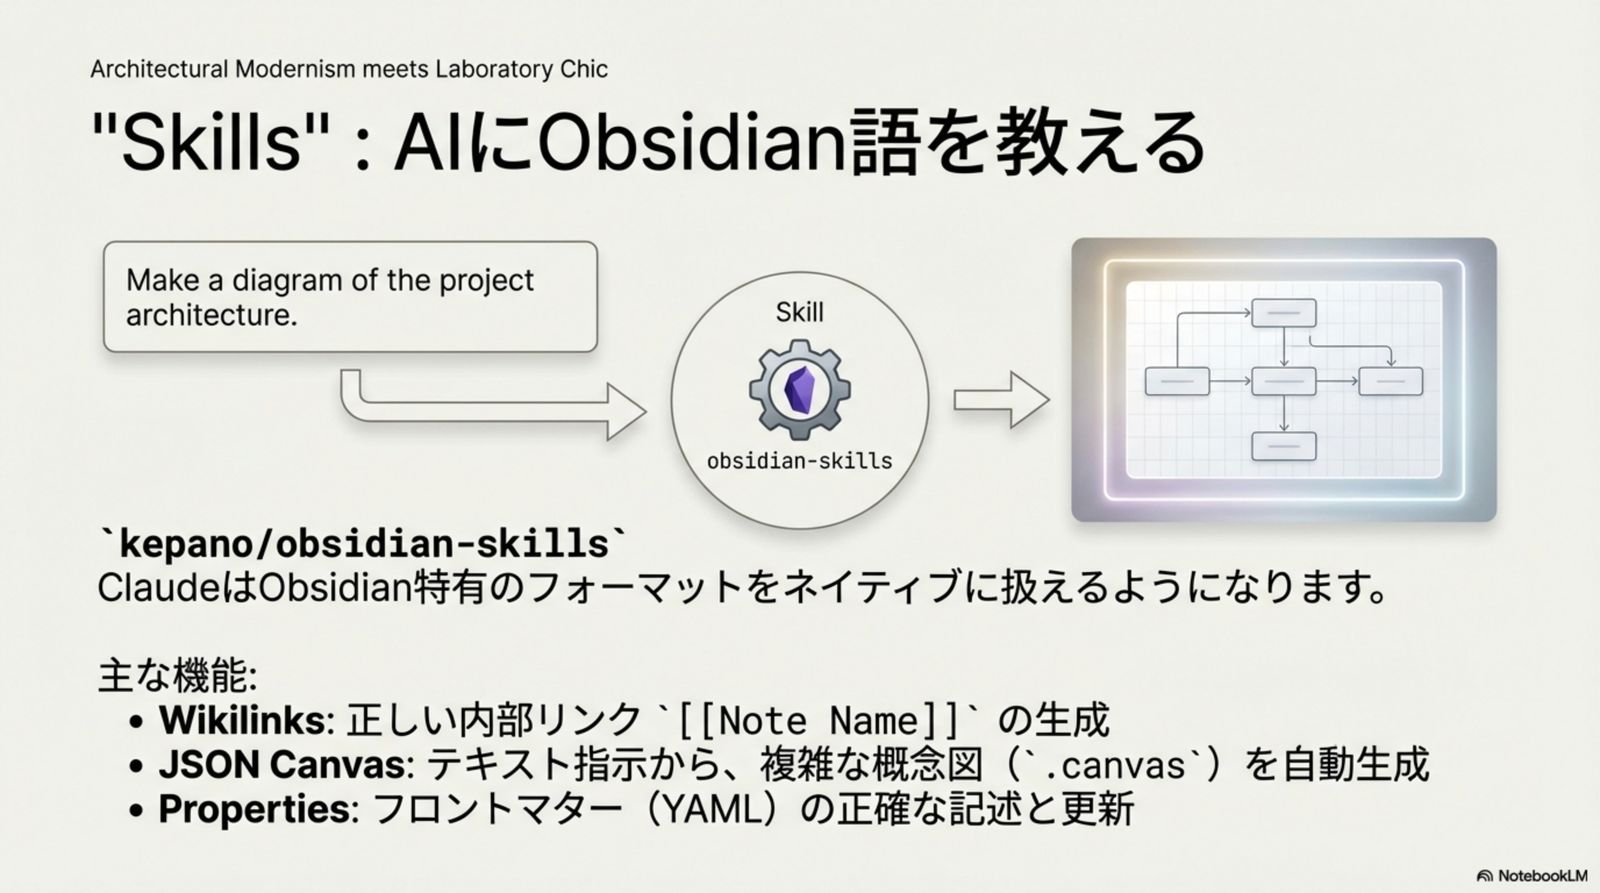 Architectural Modernism meets Laboratory Chic
"Skills" : AIにObsidian語を教える
Make a diagram of the project
architecture.
Skill
obsidian-skills
`kepano/obsidian-skills`
ClaudeはObsidian特有のフォーマットをネイティブに扱えるようになります。
主な機能:
• Wikilinks: 正しい内部リンク `[[Note Name]]` の生成
• JSON Canvas: テキスト指示から、複雑な概念図（`.canvas`）を自動生成
• Properties: フロントマター（YAML）の正確な記述と更新
NotebookLM